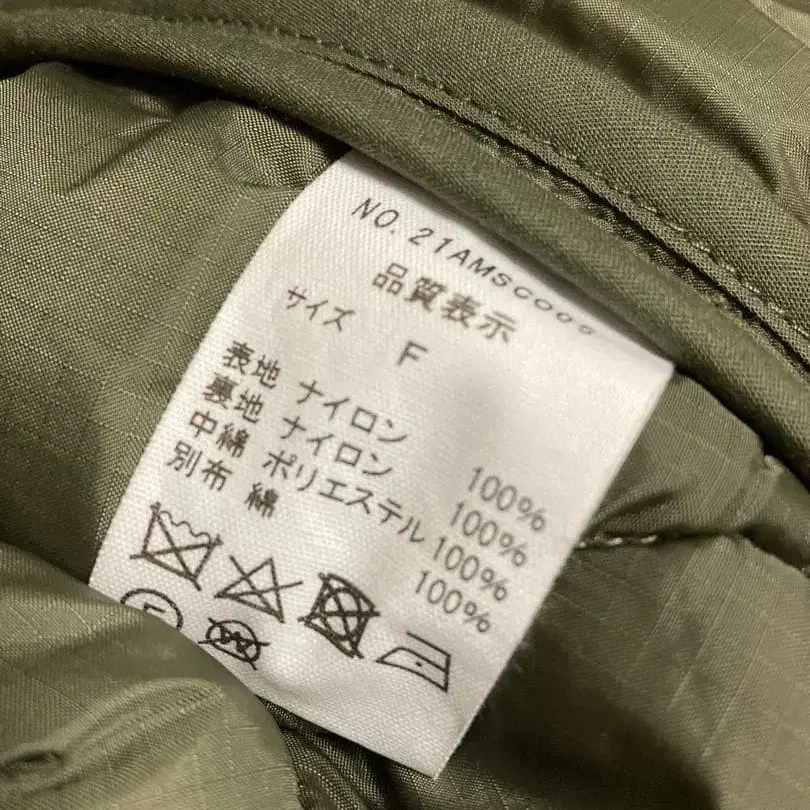 NO. 21AMSCO
品質表示
サイズ F
表地 ナイロン 100%
裏地 ナイロン 100%
中綿 ポリエステル 100%
別布 綿 100%